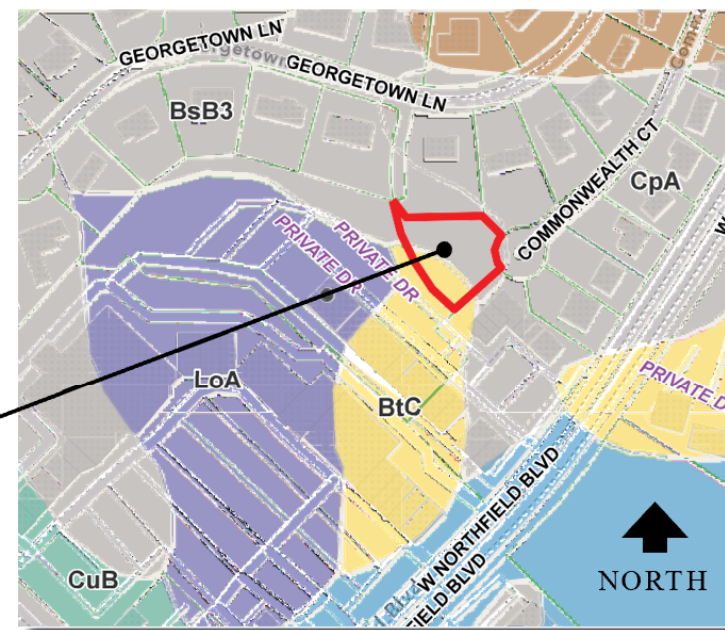 GEORGETOWN LN
rgetown
GEORGETOWN LN
BsB3
COMMONWEALTH CT
CpA
PRIVATE DR
PRIVATE DR
LoA
BtC
PRIVATE D
W NORTHFIELD BLVD
FIELD BLVD
CuB
NORTH